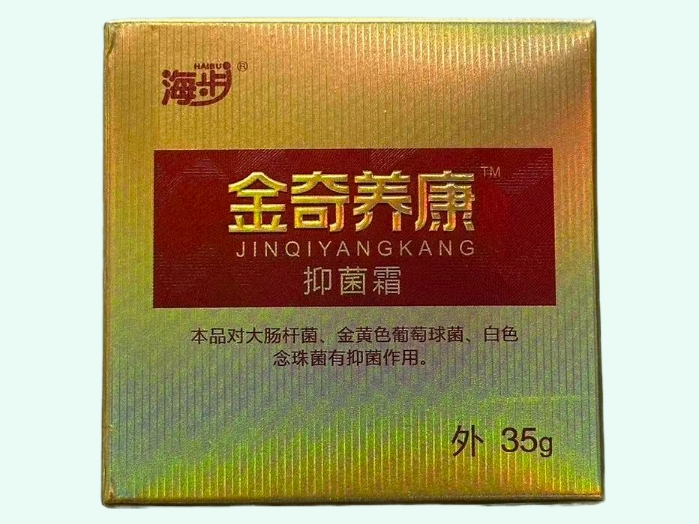 HAIBU
海步®
金奇养康™
JINQIYANGKANG
抑菌霜
本品对大肠杆菌、金黄色葡萄球菌、白色
念珠菌有抑菌作用。
外 35g